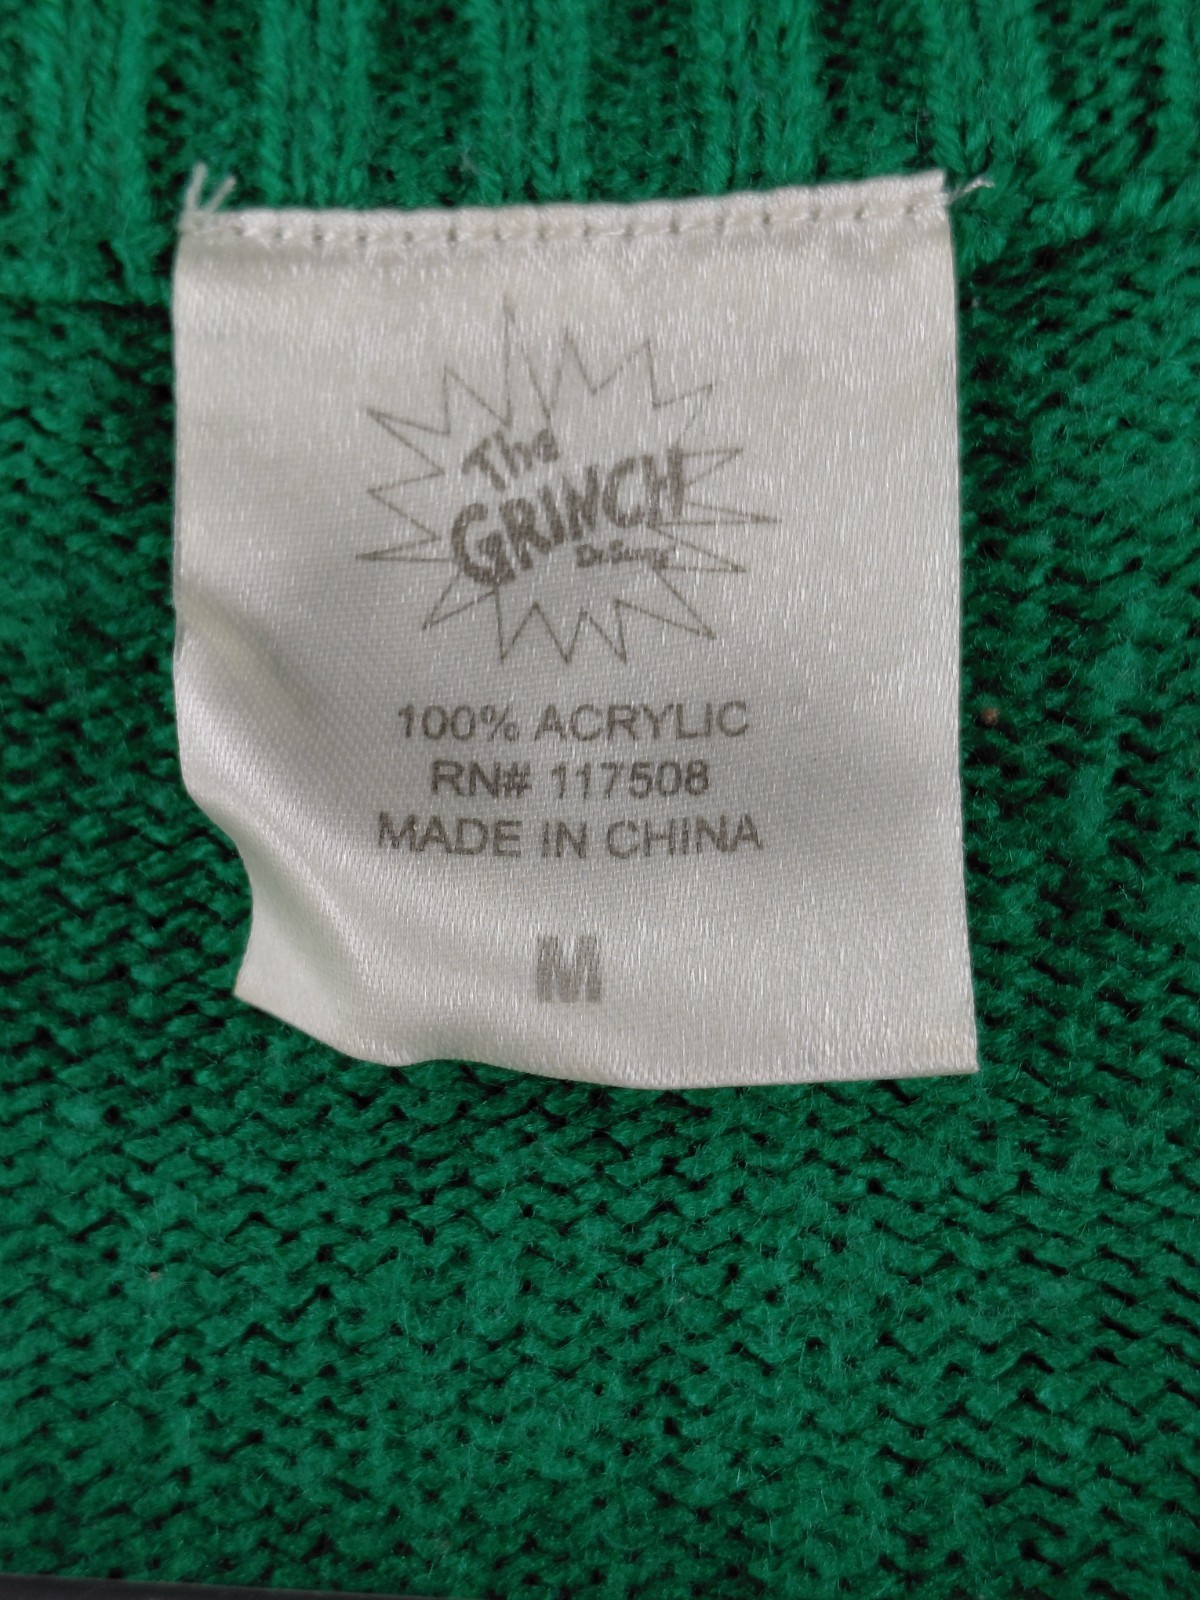 The
GRINCH
Dr. Seuss
100% ACRYLIC
RN# 117508
MADE IN CHINA
M